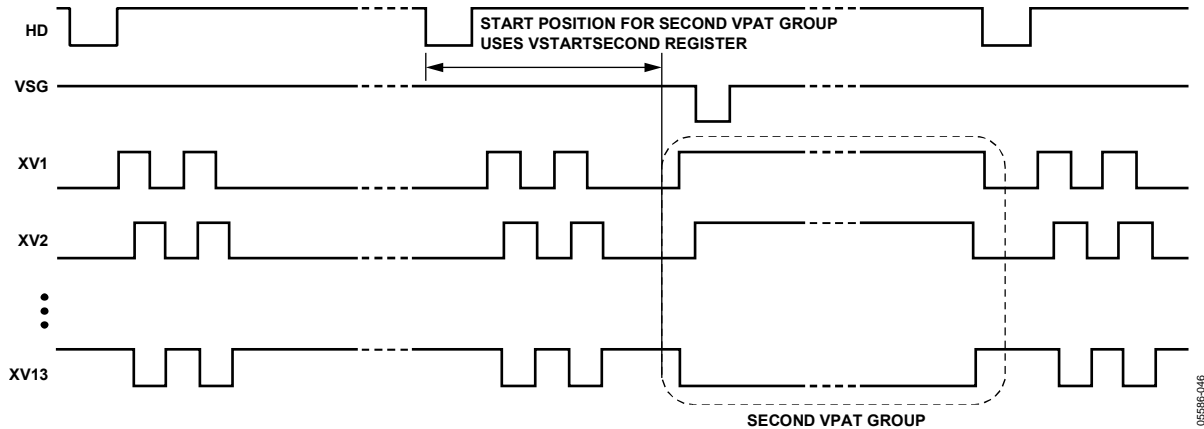 HD
START POSITION FOR SECOND VPAT GROUP
USES VSTARTSECOND REGISTER
VSG
XV1
XV2
XV13
SECOND VPAT GROUP
05586-046